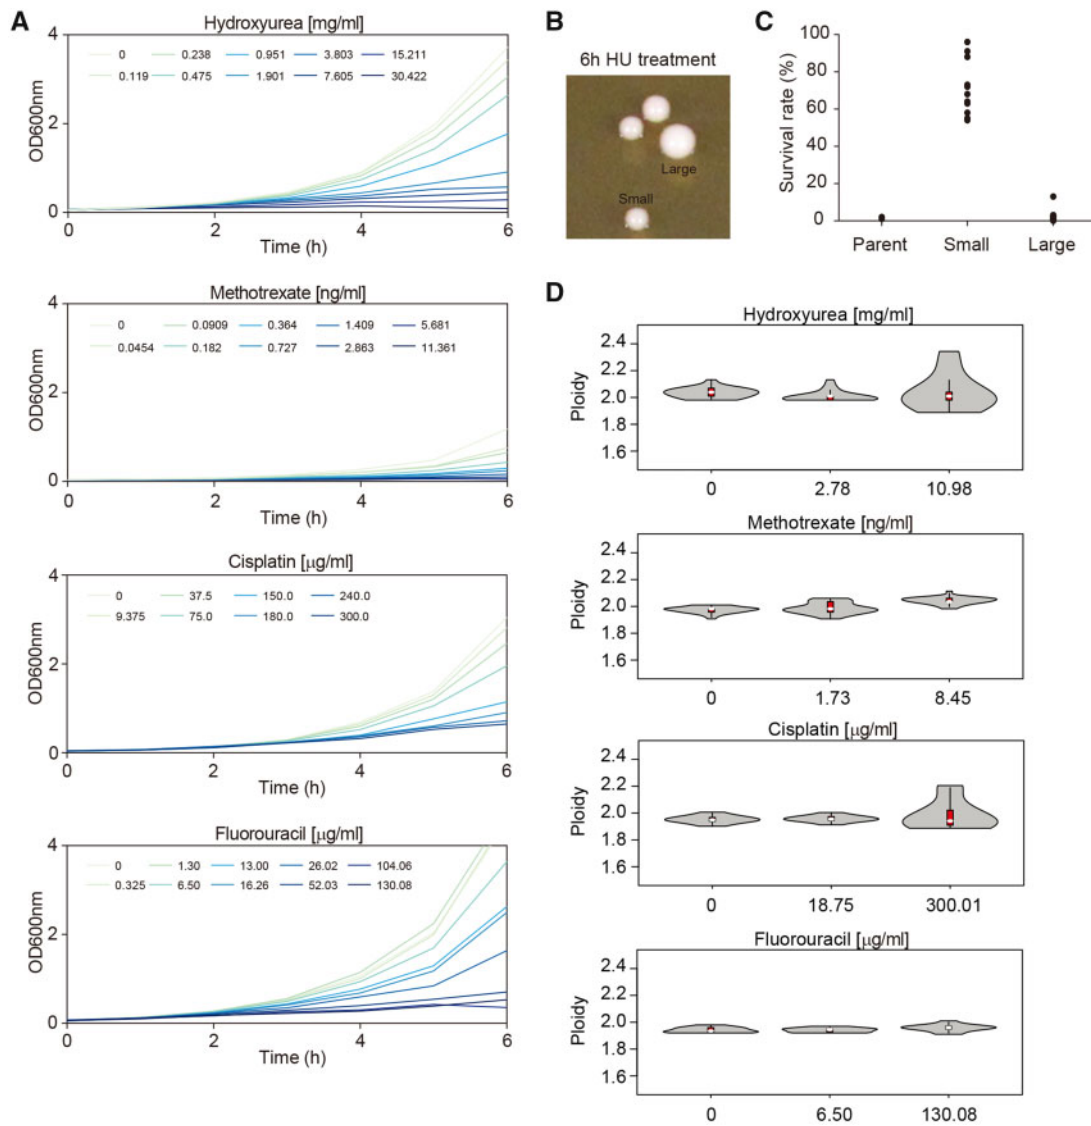 A
Hydroxyurea [mg/ml]
4
2
0
OD600nm
0 0.238 0.951 3.803 15.211
0.119 0.475 1.901 7.605 30.422
0 2 4 6
Time (h)
Methotrexate [ng/ml]
4
2
0
OD600nm
0 0.0909 0.364 1.409 5.681
0.0454 0.182 0.727 2.863 11.361
0 2 4 6
Time (h)
Cisplatin [μg/ml]
4
2
0
OD600nm
0 37.5 150.0 240.0
9.375 75.0 180.0 300.0
0 2 4 6
Time (h)
Fluorouracil [μg/ml]
4
2
0
OD600nm
0 1.30 13.00 26.02 104.06
0.325 6.50 16.26 52.03 130.08
0 2 4 6
Time (h)
B
6h HU treatment
Large
Small
C
100
80
60
40
20
0
Survival rate (%)
Parent Small Large
D
Hydroxyurea [mg/ml]
2.4
2.2
2.0
1.8
1.6
Ploidy
0 2.78 10.98
Methotrexate [ng/ml]
2.4
2.2
2.0
1.8
1.6
Ploidy
0 1.73 8.45
Cisplatin [μg/ml]
2.4
2.2
2.0
1.8
1.6
Ploidy
0 18.75 300.01
Fluorouracil [μg/ml]
2.4
2.2
2.0
1.8
1.6
Ploidy
0 6.50 130.08